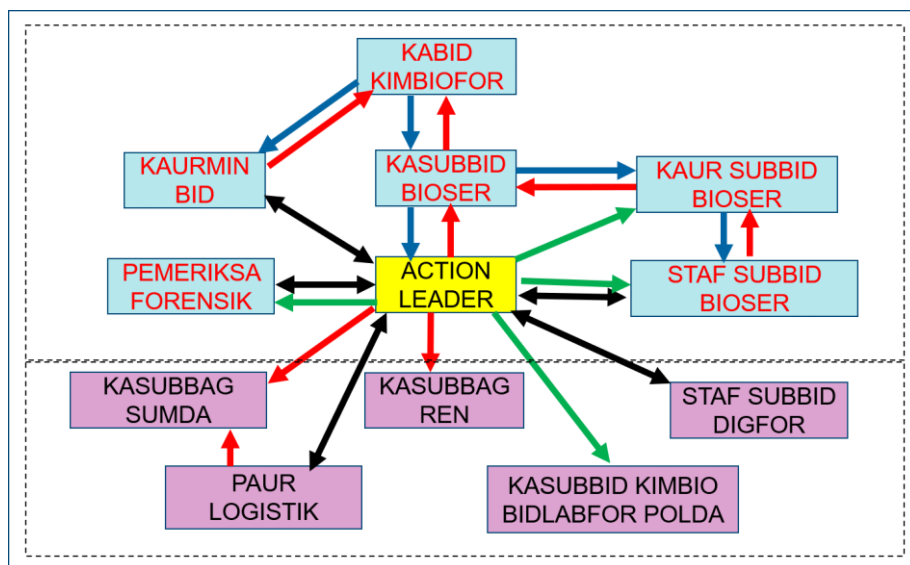 KABID
KIMBIOFOR
KAURMIN
BID
KASUBBID
BIOSER
KAUR SUBBID
BIOSER
PEMERIKSA
FORENSIK
ACTION
LEADER
STAF SUBBID
BIOSER
KASUBBAG
SUMDA
KASUBBAG
REN
STAF SUBBID
DIGFOR
PAUR
LOGISTIK
KASUBBID KIMBIO
BIDLABFOR POLDA